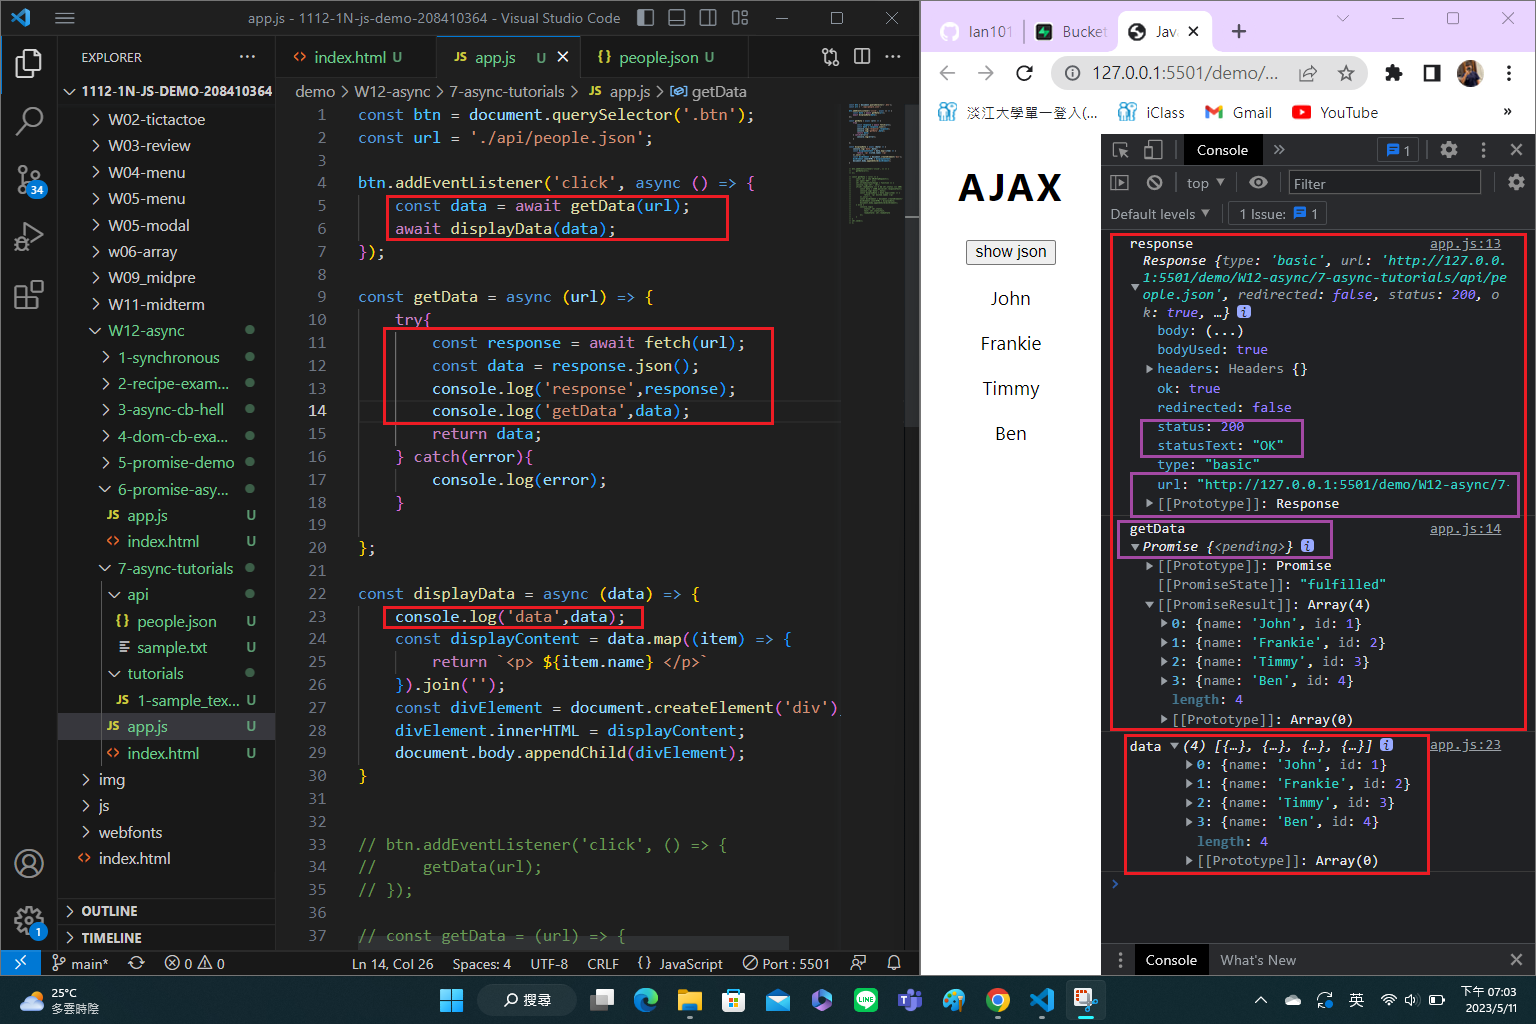 app.js - 1112-1N-js-demo-208410364 - Visual Studio Code
EXPLORER
1112-1N-JS-DEMO-208410364
W02-tictactoe
W03-review
W04-menu
W05-menu
W05-modal
w06-array
W09_midpre
W11-midterm
W12-async
1-synchronous
2-recipe-exam...
3-async-cb-hell
4-dom-cb-exa...
5-promise-demo
6-promise-asy...
JS app.js U
<> index.html U
7-async-tutorials
api
{} people.json U
sample.txt U
tutorials
JS 1-sample_tex... U
JS app.js U
<> index.html U
img
js
webfonts
<> index.html
OUTLINE
TIMELINE
34
1
<> index.html U
JS app.js U
{} people.json U
demo > W12-async > 7-async-tutorials > JS app.js > getData
1 const btn = document.querySelector('.btn');
2 const url = './api/people.json';
3
4 btn.addEventListener('click', async () => {
5 const data = await getData(url);
6 await displayData(data);
7 });
8
9 const getData = async (url) => {
10 try{
11 const response = await fetch(url);
12 const data = response.json();
13 console.log('response',response);
14 console.log('getData',data);
15 return data;
16 } catch(error){
17 console.log(error);
18 }
19
20 };
21
22 const displayData = async (data) => {
23 console.log('data',data);
24 const displayContent = data.map((item) => {
25 return `<p> ${item.name} </p>`
26 }).join('');
27 const divElement = document.createElement('div');
28 divElement.innerHTML = displayContent;
29 document.body.appendChild(divElement);
30 }
31
32
33 // btn.addEventListener('click', () => {
34 // getData(url);
35 // });
36
37 // const getData = (url) => {
main* 0 0 Ln 14, Col 26 Spaces: 4 UTF-8 CRLF {} JavaScript Port : 5501
Ian101
Bucket
Java
127.0.0.1:5501/demo/...
淡江大學單一登入(... iClass Gmail YouTube »
AJAX
show json
John
Frankie
Timmy
Ben
Console » 1
top Filter
Default levels 1 Issue: 1
response app.js:13
Response {type: 'basic', url: 'http://127.0.0.
1:5501/demo/W12-async/7-async-tutorials/api/pe
ople.json', redirected: false, status: 200, o
k: true, …}
body: (...)
bodyUsed: true
headers: Headers {}
ok: true
redirected: false
status: 200
statusText: "OK"
type: "basic"
url: "http://127.0.0.1:5501/demo/W12-async/7-
[[Prototype]]: Response
getData app.js:14
Promise {<pending>}
[[Prototype]]: Promise
[[PromiseState]]: "fulfilled"
[[PromiseResult]]: Array(4)
0: {name: 'John', id: 1}
1: {name: 'Frankie', id: 2}
2: {name: 'Timmy', id: 3}
3: {name: 'Ben', id: 4}
length: 4
[[Prototype]]: Array(0)
data (4) [{…}, {…}, {…}, {…}] app.js:23
0: {name: 'John', id: 1}
1: {name: 'Frankie', id: 2}
2: {name: 'Timmy', id: 3}
3: {name: 'Ben', id: 4}
length: 4
[[Prototype]]: Array(0)
Console What's New
25°C
多雲時陰
搜尋
LINE
英
下午 07:03
2023/5/11